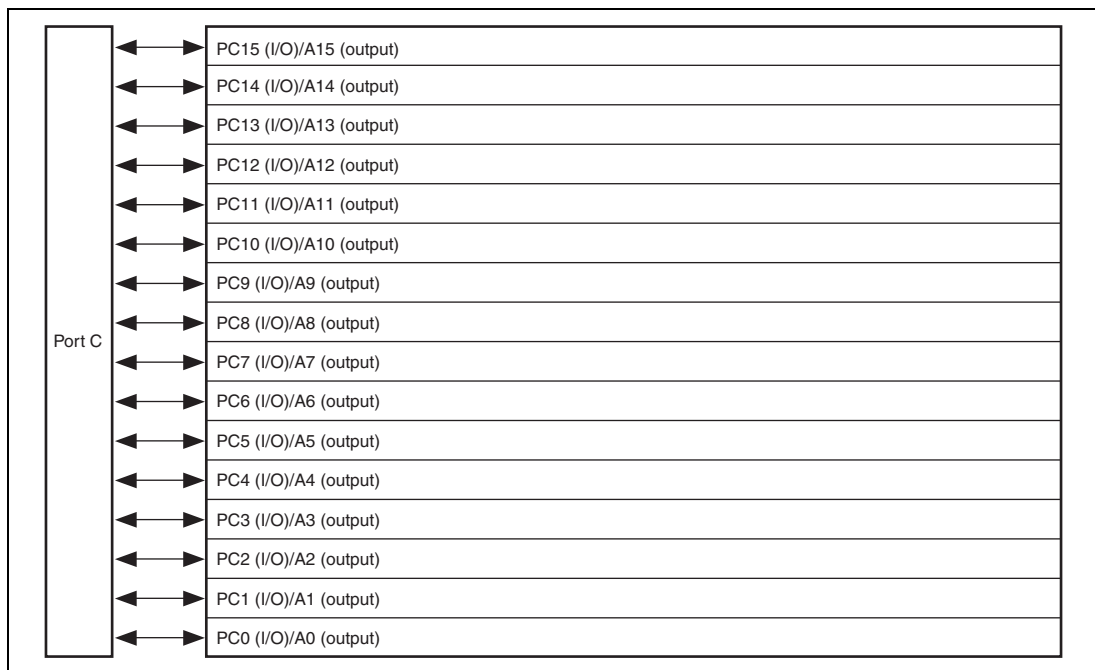 PC15 (I/O)/A15 (output)
PC14 (I/O)/A14 (output)
PC13 (I/O)/A13 (output)
PC12 (I/O)/A12 (output)
PC11 (I/O)/A11 (output)
PC10 (I/O)/A10 (output)
PC9 (I/O)/A9 (output)
PC8 (I/O)/A8 (output)
Port C
PC7 (I/O)/A7 (output)
PC6 (I/O)/A6 (output)
PC5 (I/O)/A5 (output)
PC4 (I/O)/A4 (output)
PC3 (I/O)/A3 (output)
PC2 (I/O)/A2 (output)
PC1 (I/O)/A1 (output)
PC0 (I/O)/A0 (output)